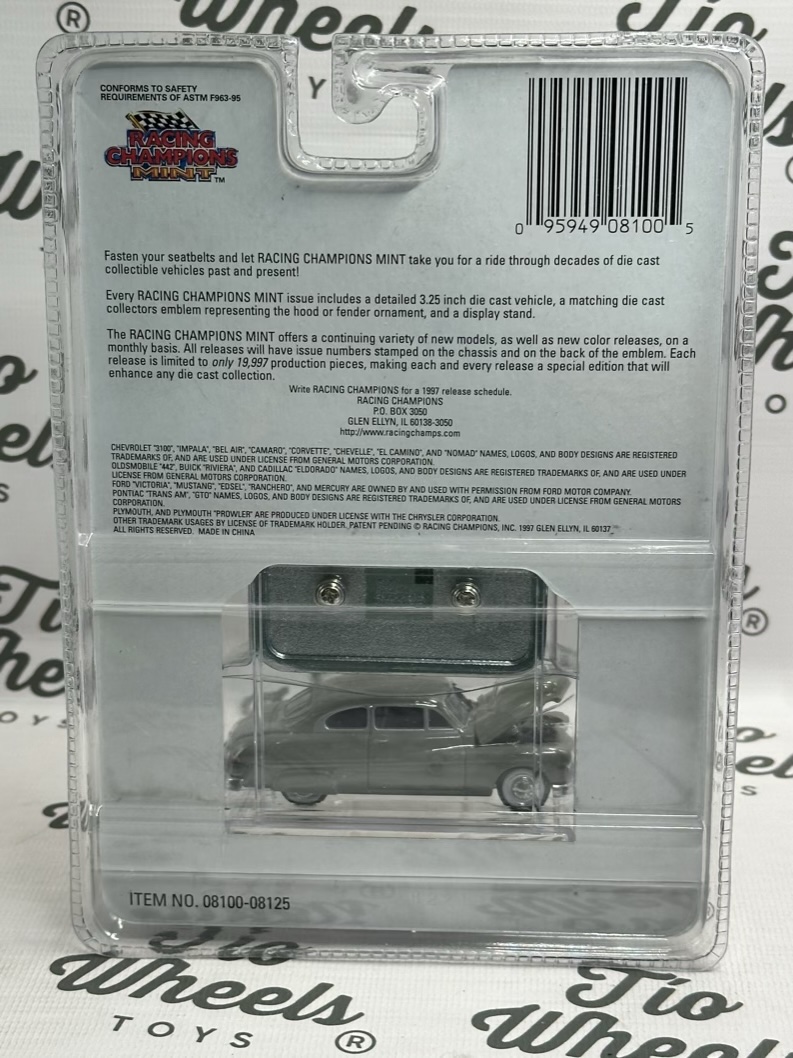 Wheels
Tio
CONFORMS TO SAFETY
REQUIREMENTS OF ASTM F963-95
RACING
CHAMPIONS
MINT™
0 95949 08100 5
Fasten your seatbelts and let RACING CHAMPIONS MINT take you for a ride through decades of die cast
collectible vehicles past and present!
Every RACING CHAMPIONS MINT issue includes a detailed 3.25 inch die cast vehicle, a matching die cast
collectors emblem representing the hood or fender ornament, and a display stand.
The RACING CHAMPIONS MINT offers a continuing variety of new models, as well as new color releases, on a
monthly basis. All releases will have issue numbers stamped on the chassis and on the back of the emblem. Each
release is limited to only 19,997 production pieces, making each and every release a special edition that will
enhance any die cast collection.
Write RACING CHAMPIONS for a 1997 release schedule.
RACING CHAMPIONS
P.O. BOX 3050
GLEN ELLYN, IL 60138-3050
http://www.racingchamps.com
CHEVROLET "3100", "IMPALA", "BEL AIR", "CAMARO", "CORVETTE", "CHEVELLE", "EL CAMINO", AND "NOMAD" NAMES, LOGOS, AND BODY DESIGNS ARE REGISTERED
TRADEMARKS OF, AND ARE USED UNDER LICENSE FROM GENERAL MOTORS CORPORATION.
OLDSMOBILE "442", BUICK "RIVIERA", AND CADILLAC "ELDORADO" NAMES, LOGOS, AND BODY DESIGNS ARE REGISTERED TRADEMARKS OF, AND ARE USED UNDER
LICENSE FROM GENERAL MOTORS CORPORATION.
FORD "VICTORIA", "MUSTANG", "EDSEL", "RANCHERO", AND MERCURY ARE OWNED BY AND USED WITH PERMISSION FROM FORD MOTOR COMPANY.
PONTIAC "TRANS AM", "GTO" NAMES, LOGOS, AND BODY DESIGNS ARE REGISTERED TRADEMARKS OF, AND ARE USED UNDER LICENSE FROM GENERAL MOTORS
CORPORATION.
PLYMOUTH, AND PLYMOUTH "PROWLER" ARE PRODUCED UNDER LICENSE WITH THE CHRYSLER CORPORATION.
OTHER TRADEMARK USAGES BY LICENSE OF TRADEMARK HOLDER. PATENT PENDING © RACING CHAMPIONS, INC. 1997 GLEN ELLYN, IL 60137
ALL RIGHTS RESERVED. MADE IN CHINA
ITEM NO. 08100-08125
Tio
Wheels
TOYS ®
Tio
Wheels